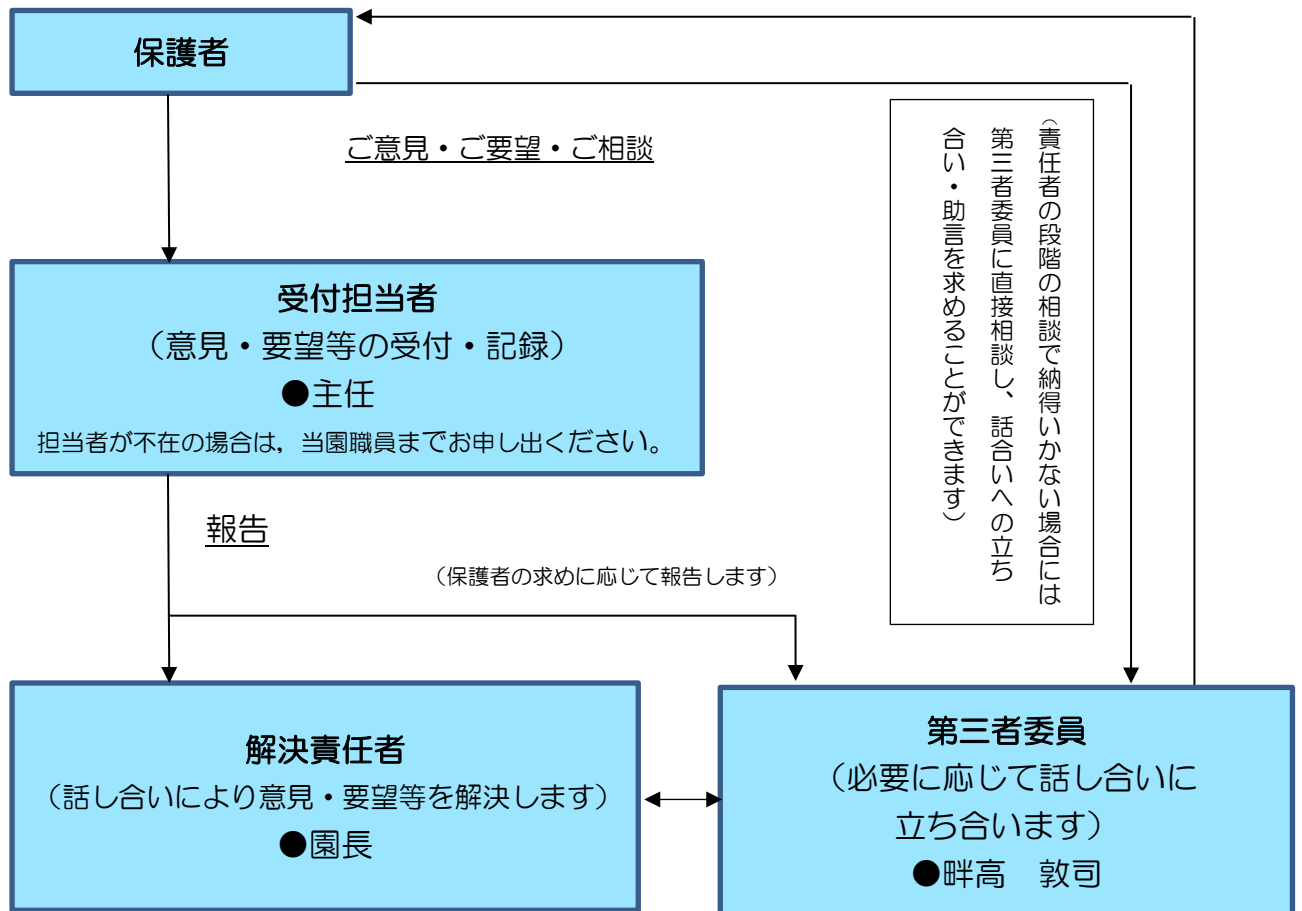 保護者
ご意見・ご要望・ご相談
（責任者の段階の相談で納得いかない場合には
第三者委員に直接相談し、話合いへの立ち
合い・助言を求めることができます）
受付担当者
（意見・要望等の受付・記録）
●主任
担当者が不在の場合は，当園職員までお申し出ください。
報告
（保護者の求めに応じて報告します）
解決責任者
（話し合いにより意見・要望等を解決します）
●園長
第三者委員
（必要に応じて話し合いに
立ち合います）
●畔高　敦司